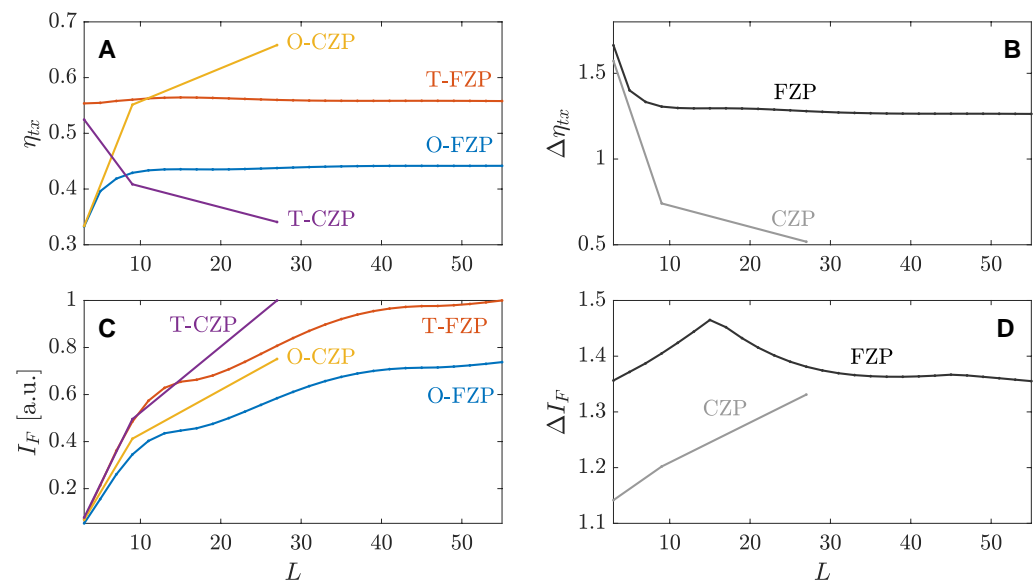 A
0.7
0.6
0.5
0.4
0.3
η_tx
O-CZP
T-FZP
O-FZP
T-CZP
10 20 30 40 50
B
1.5
1
0.5
Δη_tx
FZP
CZP
10 20 30 40 50
C
1
0.8
0.6
0.4
0.2
I_F [a.u.]
T-CZP
T-FZP
O-CZP
O-FZP
10 20 30 40 50
L
D
1.5
1.4
1.3
1.2
1.1
ΔI_F
FZP
CZP
10 20 30 40 50
L